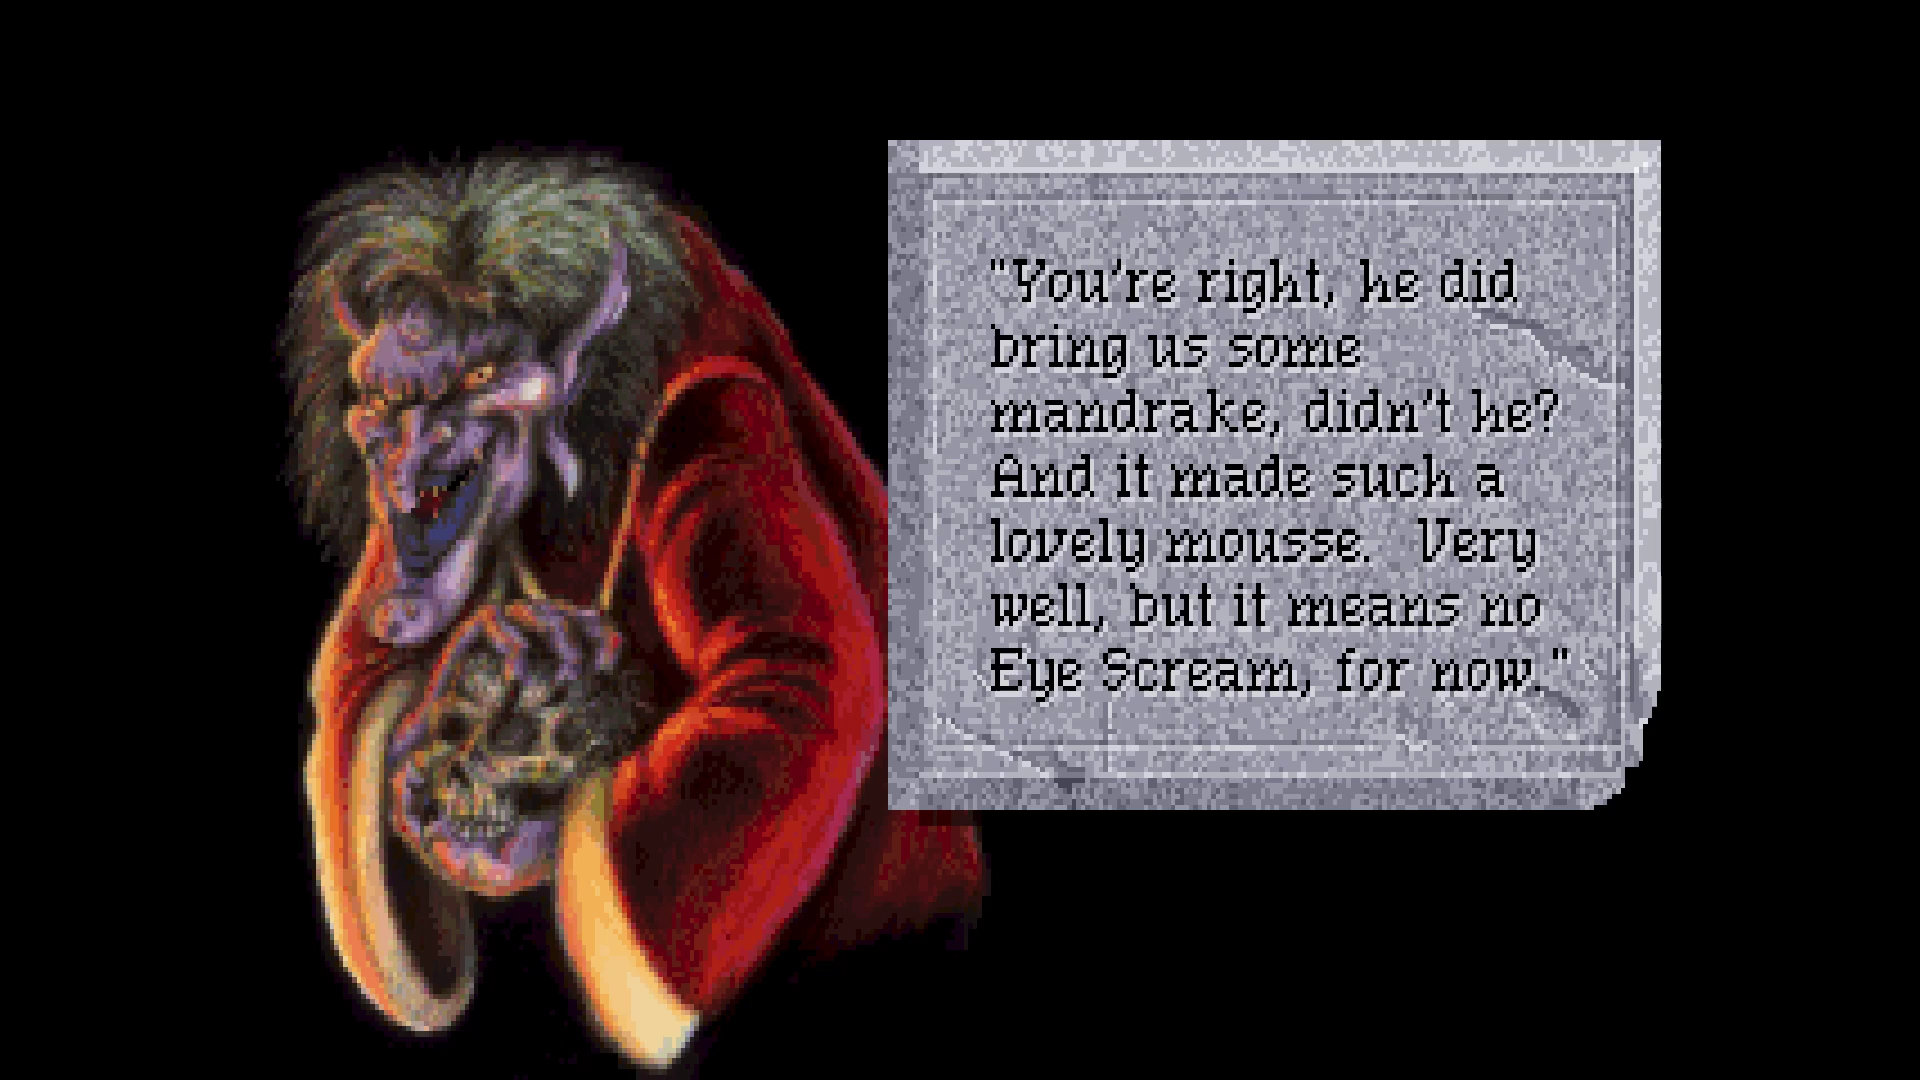 "You're right, he did
bring us some
mandrake, didn't he?
And it made such a
lovely mousse.  Very
well, but it means no
Eye Scream, for now."